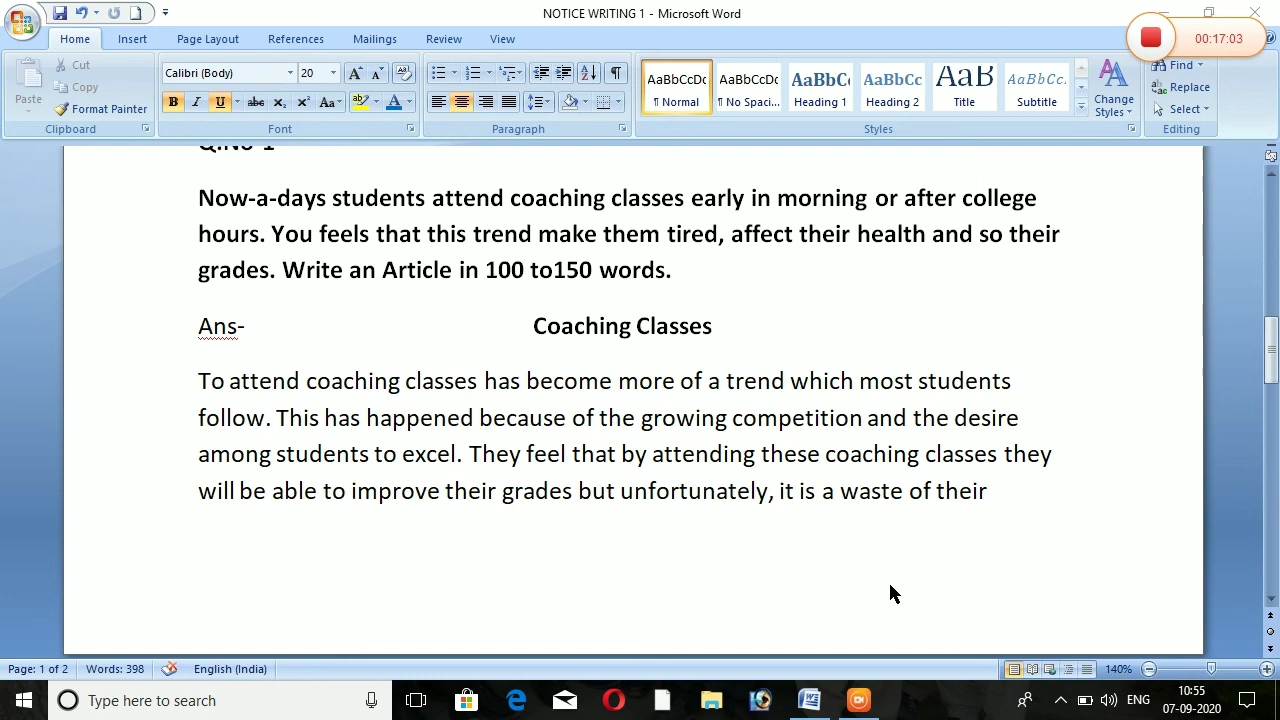 NOTICE WRITING 1 - Microsoft Word
00:17:03
Home Insert Page Layout References Mailings Review View
Paste
Cut
Copy
Format Painter
Clipboard
Calibri (Body) 20
Font
Paragraph
AaBbCcDc AaBbCcDc AaBbC AaBbCc AaB AaBbCc.
¶ Normal ¶ No Spaci... Heading 1 Heading 2 Title Subtitle
Change Styles
Styles
Find
Replace
Select
Editing
Q.No-1
Now-a-days students attend coaching classes early in morning or after college
hours. You feels that this trend make them tired, affect their health and so their
grades. Write an Article in 100 to150 words.
Ans- Coaching Classes
To attend coaching classes has become more of a trend which most students
follow. This has happened because of the growing competition and the desire
among students to excel. They feel that by attending these coaching classes they
will be able to improve their grades but unfortunately, it is a waste of their
Page: 1 of 2 Words: 398 English (India) 140%
Type here to search
ENG
10:55
07-09-2020